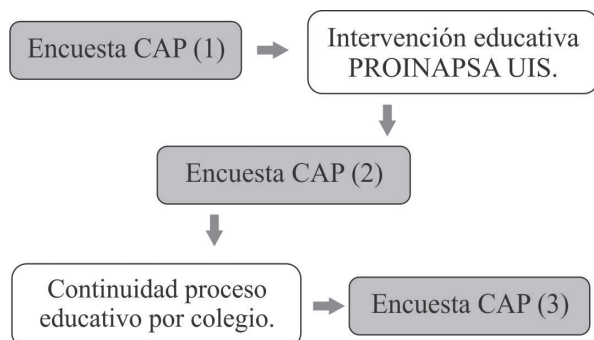 Encuesta CAP (1)
Intervención educativa
PROINAPSA UIS.
Encuesta CAP (2)
Continuidad proceso
educativo por colegio.
Encuesta CAP (3)